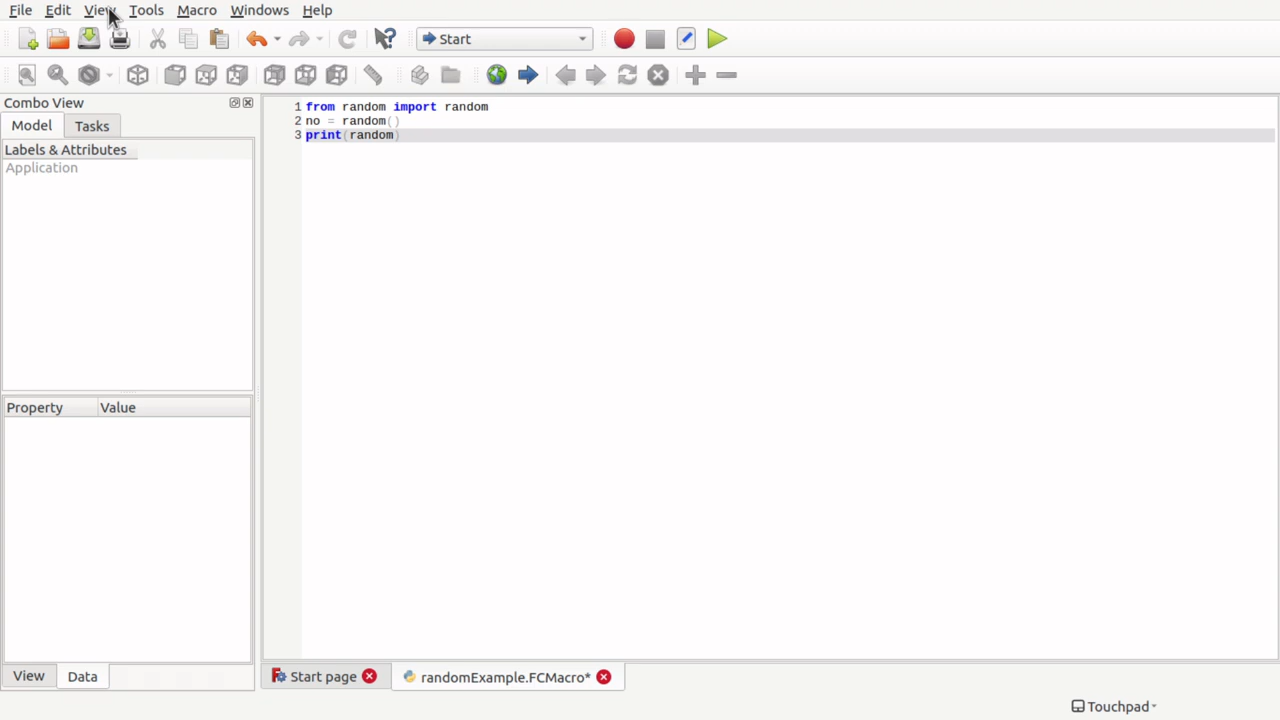 File Edit View Tools Macro Windows Help
Start
Combo View
Model Tasks
Labels & Attributes
Application
Property Value
View Data
1 from random import random
2 no = random()
3 print(random)
Start page randomExample.FCMacro*
Touchpad